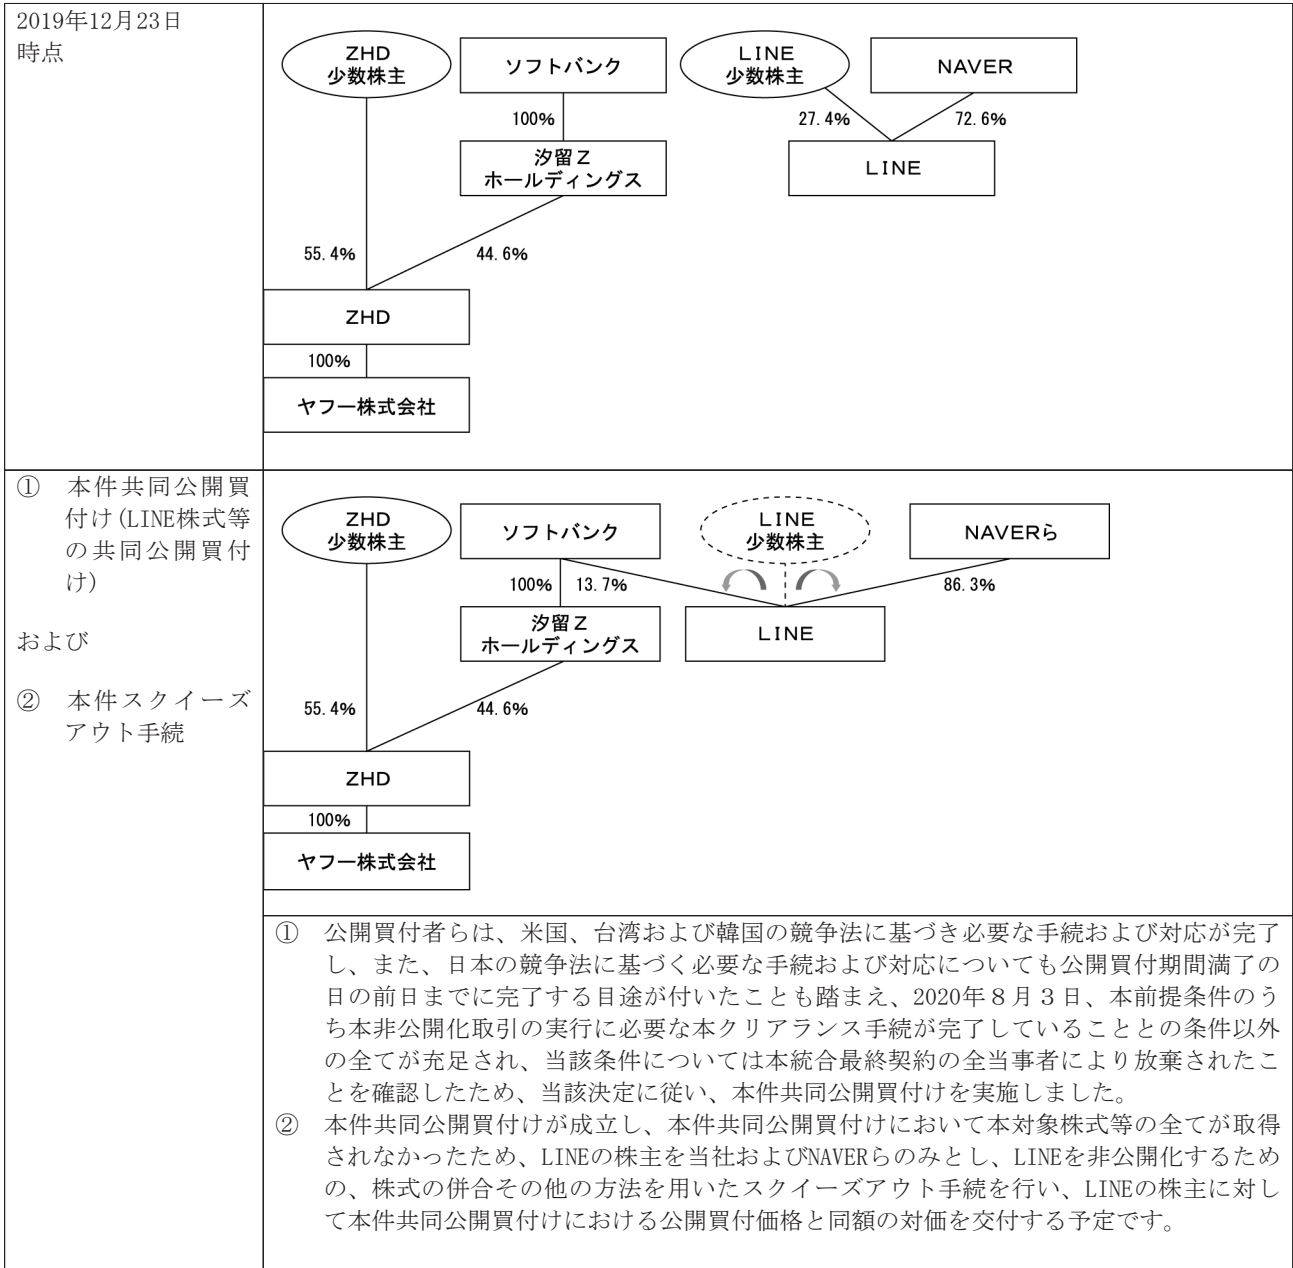 2019年12月23日
時点
ZHD
少数株主
ソフトバンク
LINE
少数株主
NAVER
100%
27.4%
72.6%
汐留Z
ホールディングス
LINE
55.4%
44.6%
ZHD
100%
ヤフー株式会社
① 本件共同公開買
付け(LINE株式等
の共同公開買付
け)
および
② 本件スクイーズ
アウト手続
ZHD
少数株主
ソフトバンク
LINE
少数株主
NAVERら
100%
13.7%
86.3%
汐留Z
ホールディングス
LINE
55.4%
44.6%
ZHD
100%
ヤフー株式会社
① 公開買付者らは、米国、台湾および韓国の競争法に基づき必要な手続および対応が完了
し、また、日本の競争法に基づく必要な手続および対応についても公開買付期間満了の
日の前日までに完了する目途が付いたことも踏まえ、2020年8月3日、本前提条件のう
ち本非公開化取引の実行に必要な本クリアランス手続が完了していることとの条件以外
の全てが充足され、当該条件については本統合最終契約の全当事者により放棄されたこ
とを確認したため、当該決定に従い、本件共同公開買付けを実施しました。
② 本件共同公開買付けが成立し、本件共同公開買付けにおいて本対象株式等の全てが取得
されなかったため、LINEの株主を当社およびNAVERらのみとし、LINEを非公開化するため
の、株式の併合その他の方法を用いたスクイーズアウト手続を行い、LINEの株主に対し
て本件共同公開買付けにおける公開買付価格と同額の対価を交付する予定です。